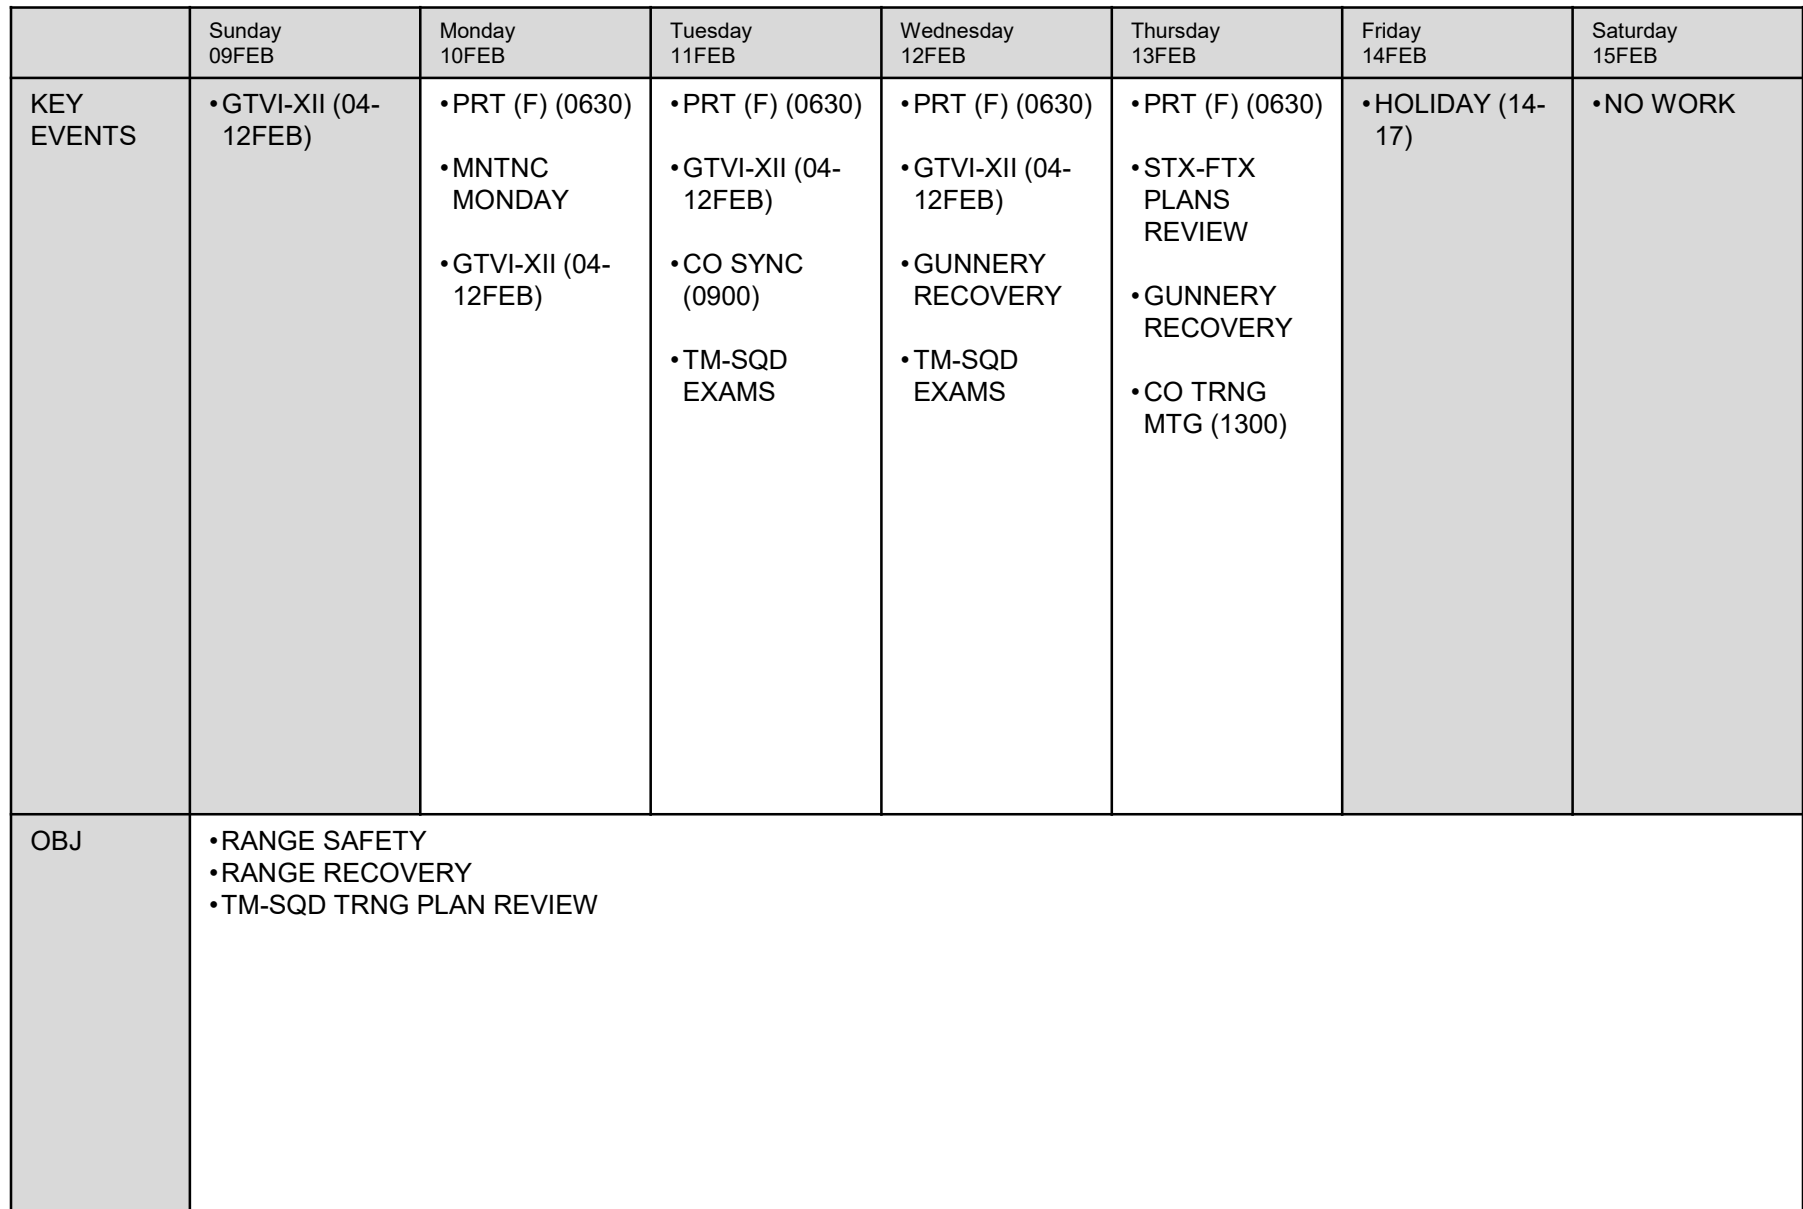 Sunday
09FEB
Monday
10FEB
Tuesday
11FEB
Wednesday
12FEB
Thursday
13FEB
Friday
14FEB
Saturday
15FEB
KEY
EVENTS
•GTVI-XII (04-
12FEB)
•PRT (F) (0630)
•MNTNC
MONDAY
•GTVI-XII (04-
12FEB)
•PRT (F) (0630)
•GTVI-XII (04-
12FEB)
•CO SYNC
(0900)
•TM-SQD
EXAMS
•PRT (F) (0630)
•GTVI-XII (04-
12FEB)
•GUNNERY
RECOVERY
•TM-SQD
EXAMS
•PRT (F) (0630)
•STX-FTX
PLANS
REVIEW
•GUNNERY
RECOVERY
•CO TRNG
MTG (1300)
•HOLIDAY (14-
17)
•NO WORK
OBJ
•RANGE SAFETY
•RANGE RECOVERY
•TM-SQD TRNG PLAN REVIEW